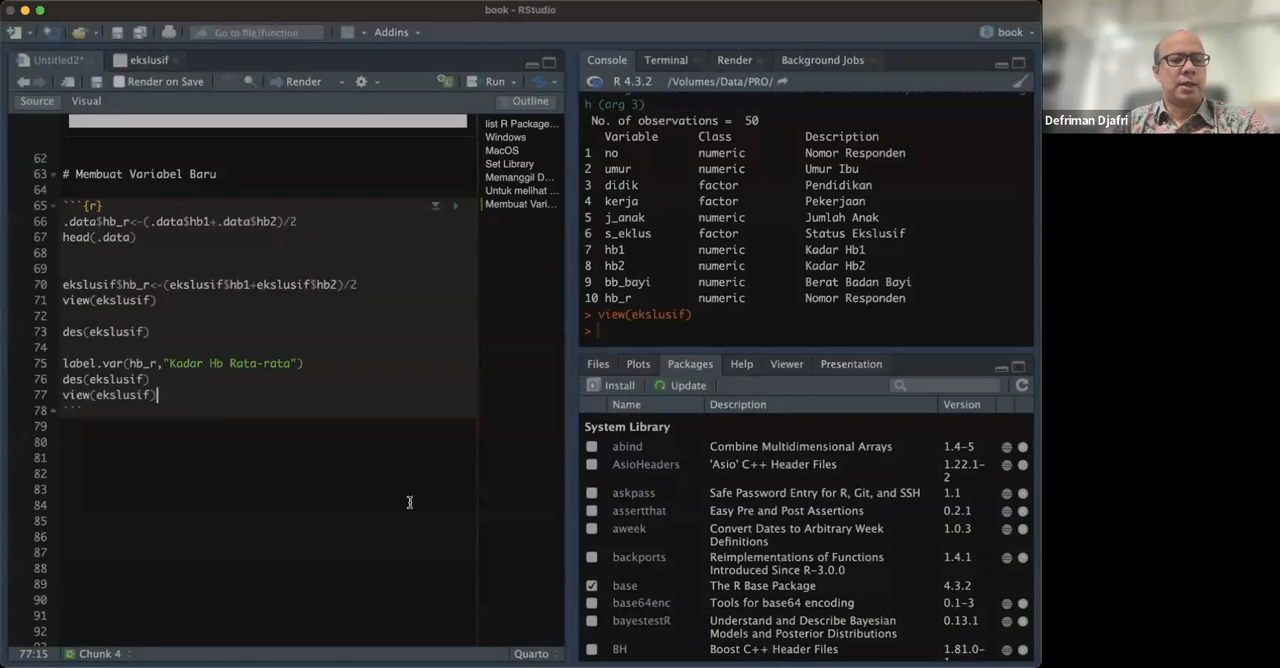 book - RStudio
Go to file/function
Addins
book
Untitled2*
ekslusif
Render on Save
Render
Run
Source
Visual
Outline
62
63 # Membuat Variabel Baru
64
65 ```{r}
66 .data$hb_r<-(.data$hb1+.data$hb2)/2
67 head(.data)
68
69
70 ekslusif$hb_r<-(ekslusif$hb1+ekslusif$hb2)/2
71 view(ekslusif)
72
73 des(ekslusif)
74
75 label.var(hb_r,"Kadar Hb Rata-rata")
76 des(ekslusif)
77 view(ekslusif)
78 ```
79
80
81
82
83
84
85
86
87
88
89
90
91
92
77:15 Chunk 4
Quarto
list R Package...
Windows
MacOS
Set Library
Memanggil D...
Untuk melihat ...
Membuat Vari...
Console Terminal Render Background Jobs
R 4.3.2 · /Volumes/Data/PRO/
h (arg 3)
No. of observations = 50
Variable Class Description
1 no numeric Nomor Responden
2 umur numeric Umur Ibu
3 didik factor Pendidikan
4 kerja factor Pekerjaan
5 j_anak numeric Jumlah Anak
6 s_eklus factor Status Ekslusif
7 hb1 numeric Kadar Hb1
8 hb2 numeric Kadar Hb2
9 bb_bayi numeric Berat Badan Bayi
10 hb_r numeric Nomor Responden
> view(ekslusif)
>
Files Plots Packages Help Viewer Presentation
Install Update
Name Description Version
System Library
abind Combine Multidimensional Arrays 1.4-5
AsioHeaders 'Asio' C++ Header Files 1.22.1-
2
askpass Safe Password Entry for R, Git, and SSH 1.1
assertthat Easy Pre and Post Assertions 0.2.1
aweek Convert Dates to Arbitrary Week 1.0.3
Definitions
backports Reimplementations of Functions 1.4.1
Introduced Since R-3.0.0
base The R Base Package 4.3.2
base64enc Tools for base64 encoding 0.1-3
bayestestR Understand and Describe Bayesian 0.13.1
Models and Posterior Distributions
BH Boost C++ Header Files 1.81.0-
Defriman Djafri